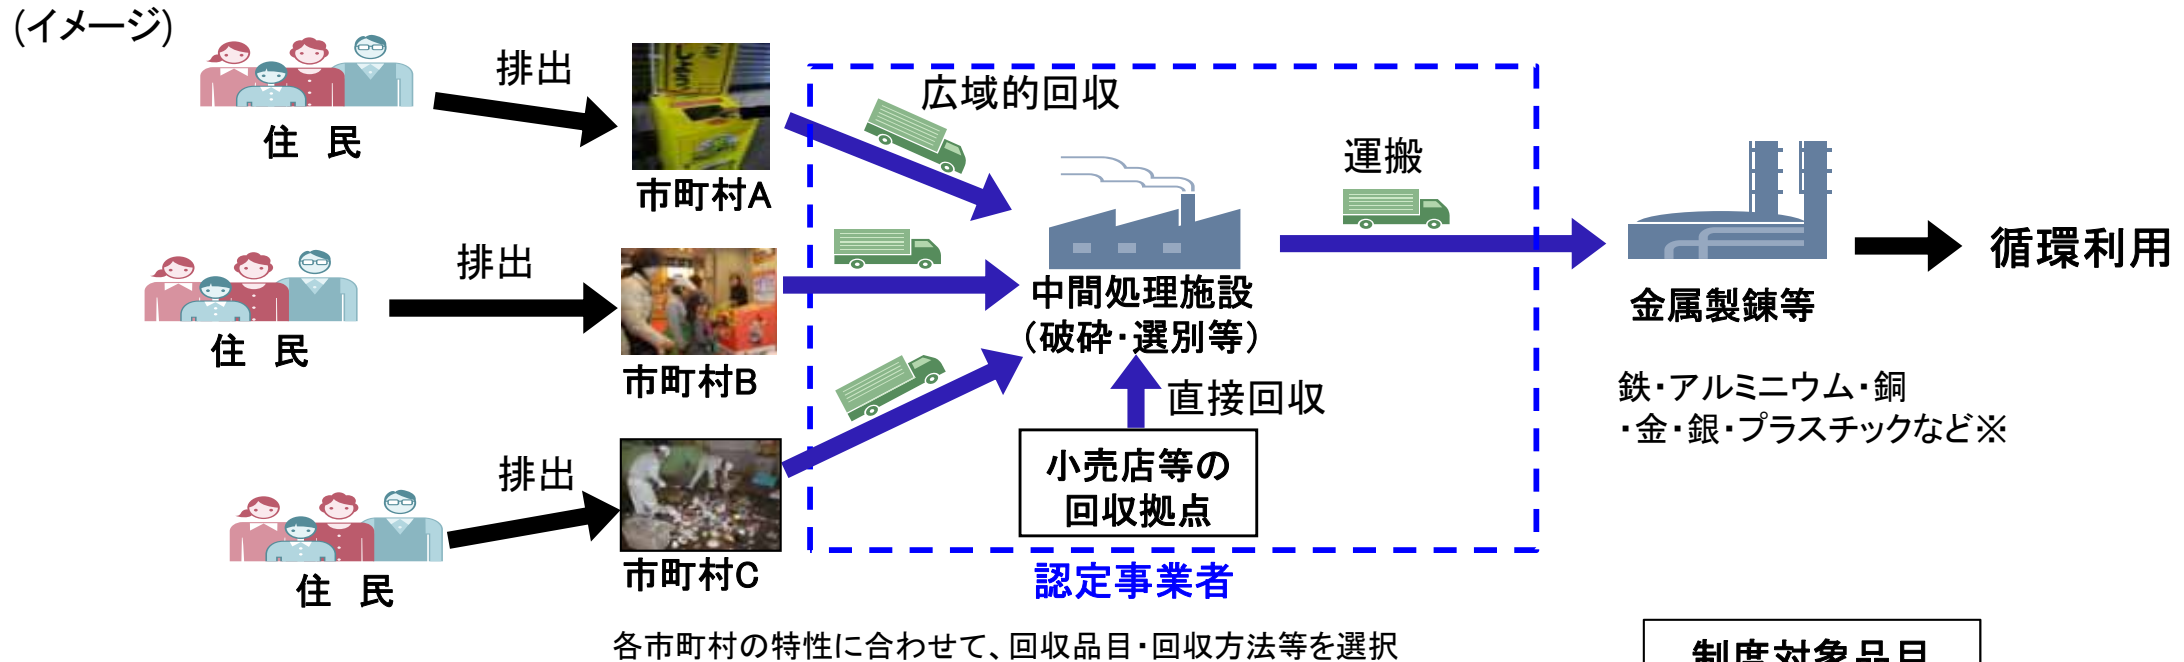 (イメージ)
住　民
排出
市町村A
広域的回収
運搬
住　民
排出
市町村B
中間処理施設
（破砕・選別等）
金属製錬等
循環利用
鉄・アルミニウム・銅
・金・銀・プラスチックなど※
直接回収
小売店等の
回収拠点
住　民
排出
市町村C
認定事業者
各市町村の特性に合わせて、回収品目・回収方法等を選択
制度対象品目